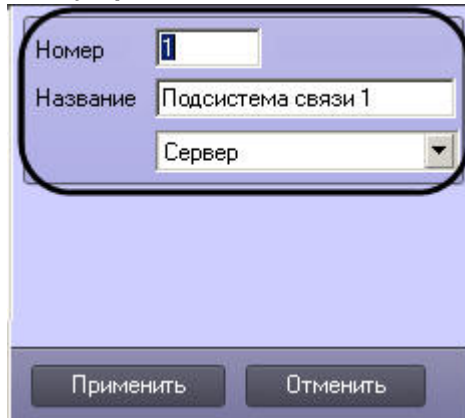 Номер 1
Название Подсистема связи 1
Сервер
Применить Отменить